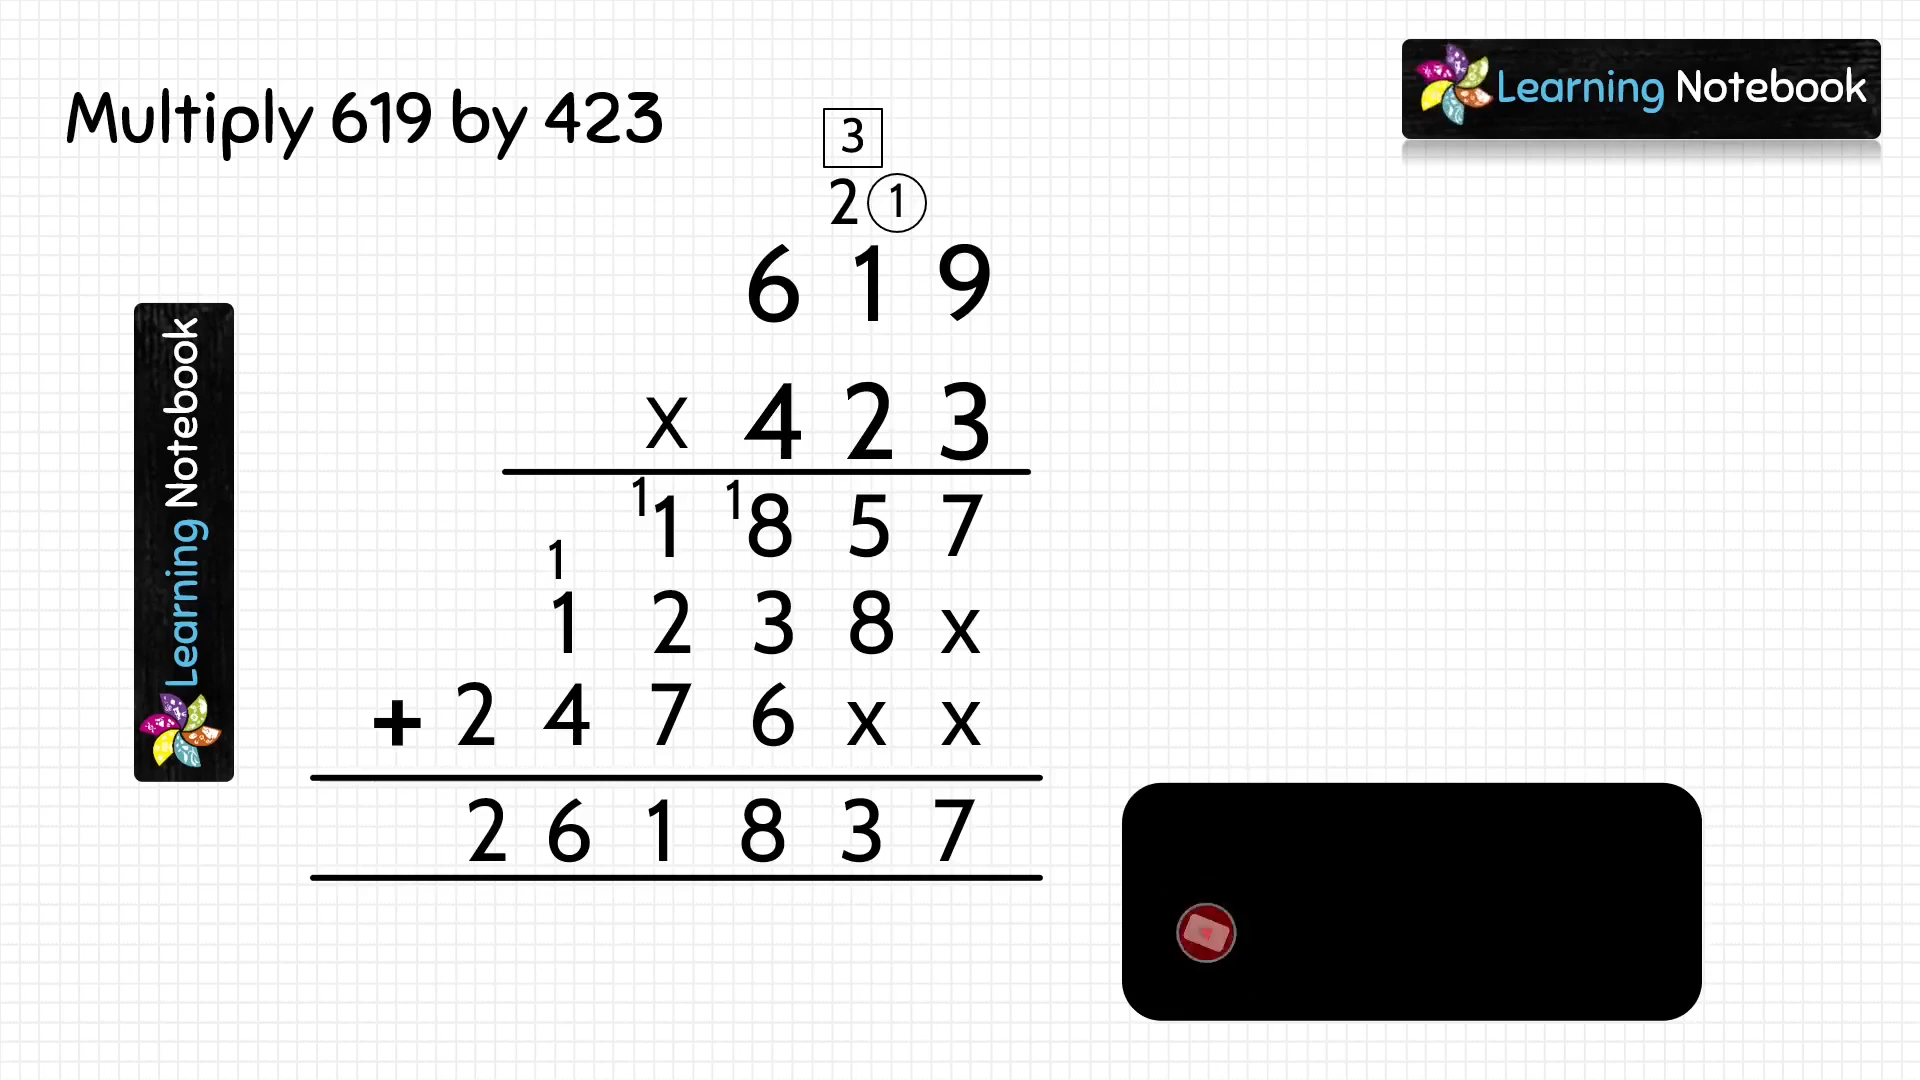 Multiply 619 by 423
Learning Notebook
3
2 1
6 1 9
x 4 2 3
1 1
1 8 5 7
1
1 2 3 8 x
+ 2 4 7 6 x x
2 6 1 8 3 7
Learning Notebook